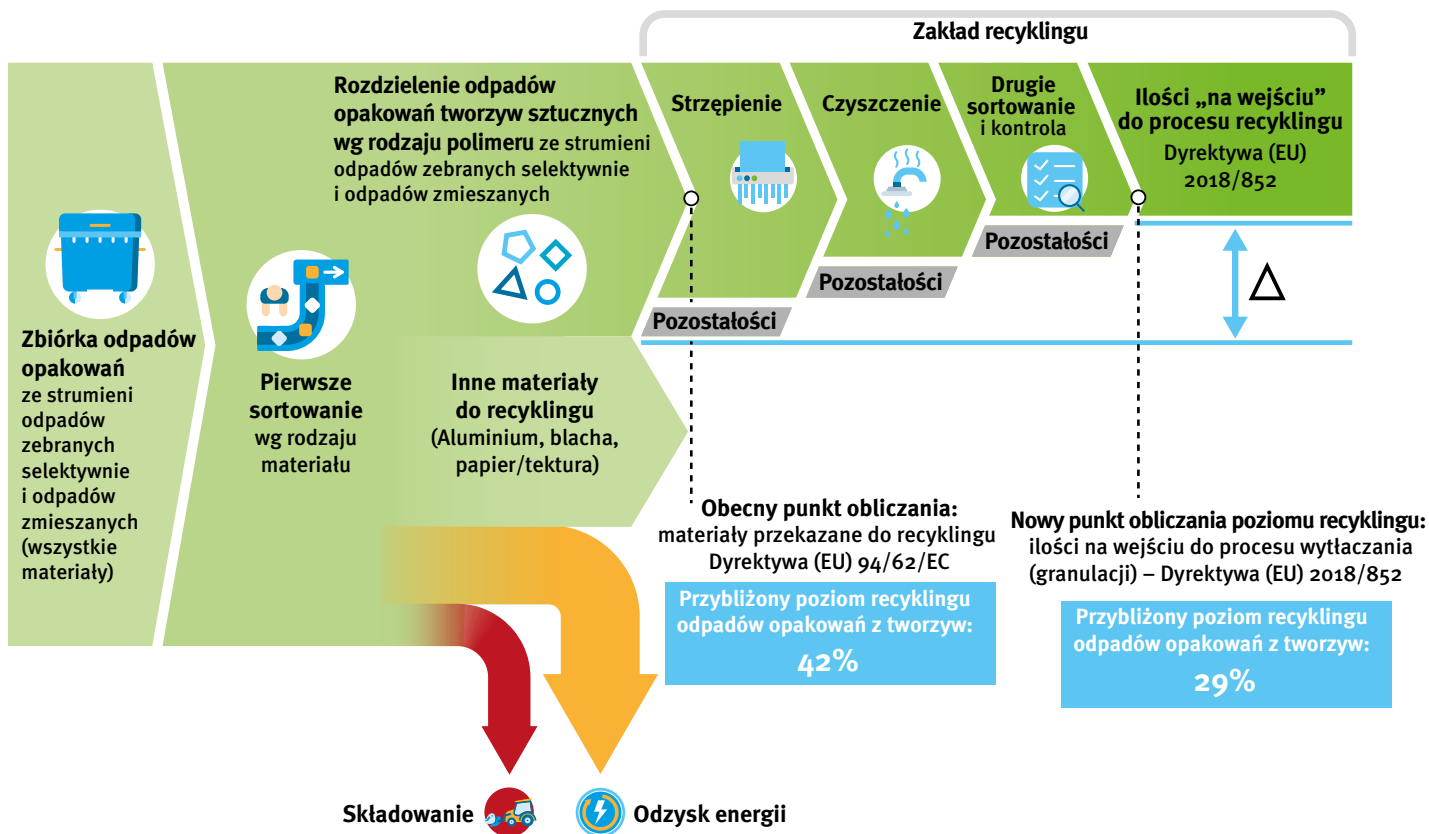 Zakład recyklingu
Zbiórka odpadów
opakowań
ze strumieni
odpadów
zebranych
selektywnie
i odpadów
zmieszanych
(wszystkie
materiały)
Pierwsze
sortowanie
wg rodzaju
materiału
Rozdzielenie odpadów
opakowań tworzyw sztucznych
wg rodzaju polimeru ze strumieni
odpadów zebranych selektywnie
i odpadów zmieszanych
Inne materiały
do recyklingu
(Aluminium, blacha,
papier/tektura)
Strzępienie
Pozostałości
Czyszczenie
Pozostałości
Drugie
sortowanie
i kontrola
Pozostałości
Ilości „na wejściu”
do procesu recyklingu
Dyrektywa (EU)
2018/852
Δ
Obecny punkt obliczania:
materiały przekazane do recyklingu
Dyrektywa (EU) 94/62/EC
Przybliżony poziom recyklingu
odpadów opakowań z tworzyw:
42%
Nowy punkt obliczania poziomu recyklingu:
ilości na wejściu do procesu wytłaczania
(granulacji) – Dyrektywa (EU) 2018/852
Przybliżony poziom recyklingu
odpadów opakowań z tworzyw:
29%
Składowanie
Odzysk energii